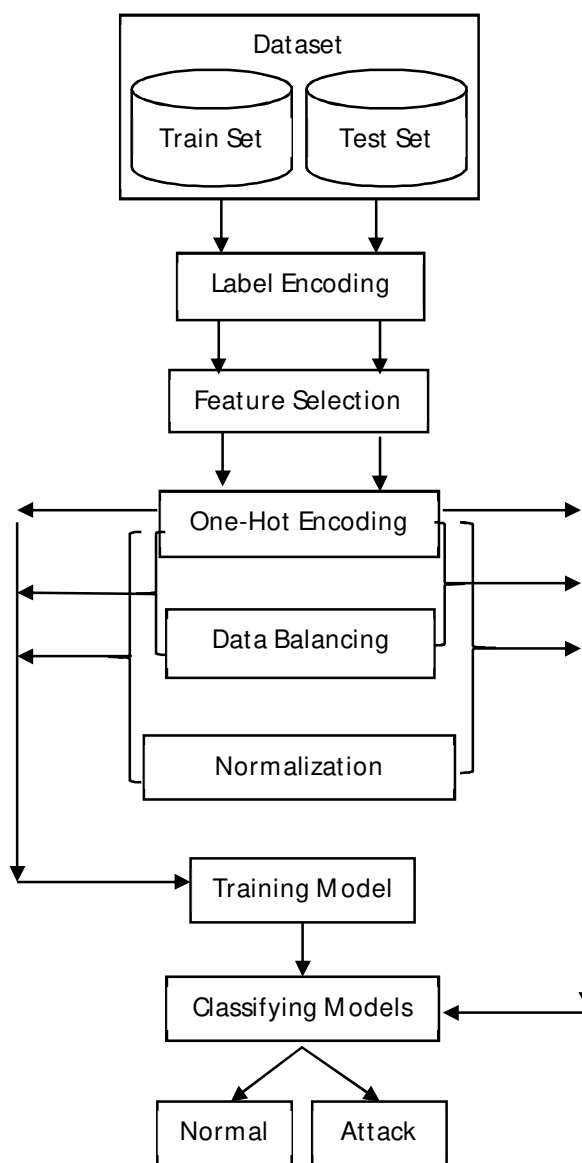 Dataset
Train Set
Test Set
Label Encoding
Feature Selection
One-Hot Encoding
Data Balancing
Normalization
Training Model
Classifying Models
Normal
Attack